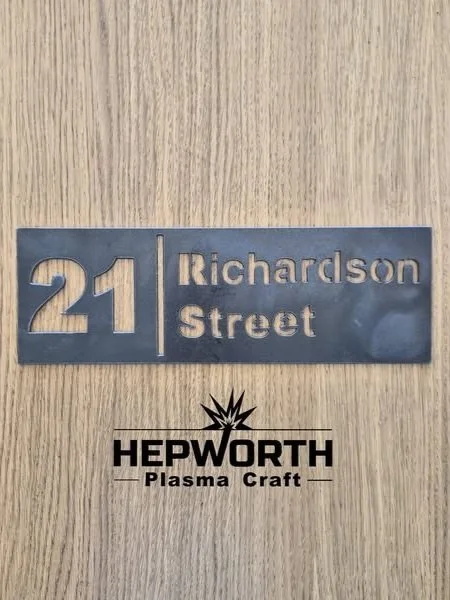 21
Richardson
Street
HEPWORTH
Plasma Craft